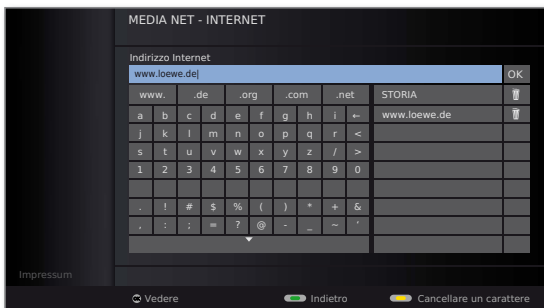 MEDIA NET - INTERNET
Indirizzo Internet
www.loewe.de OK
www. .de .org .com .net STORIA
a b c d e f g h i ← www.loewe.de
j k l m n o p q r <
s t u v w x y z / >
1 2 3 4 5 6 7 8 9 0
. ! # $ % ( ) * + &
, : ; = ? @ - _ ~ '
Impressum
OK Vedere Indietro Cancellare un carattere